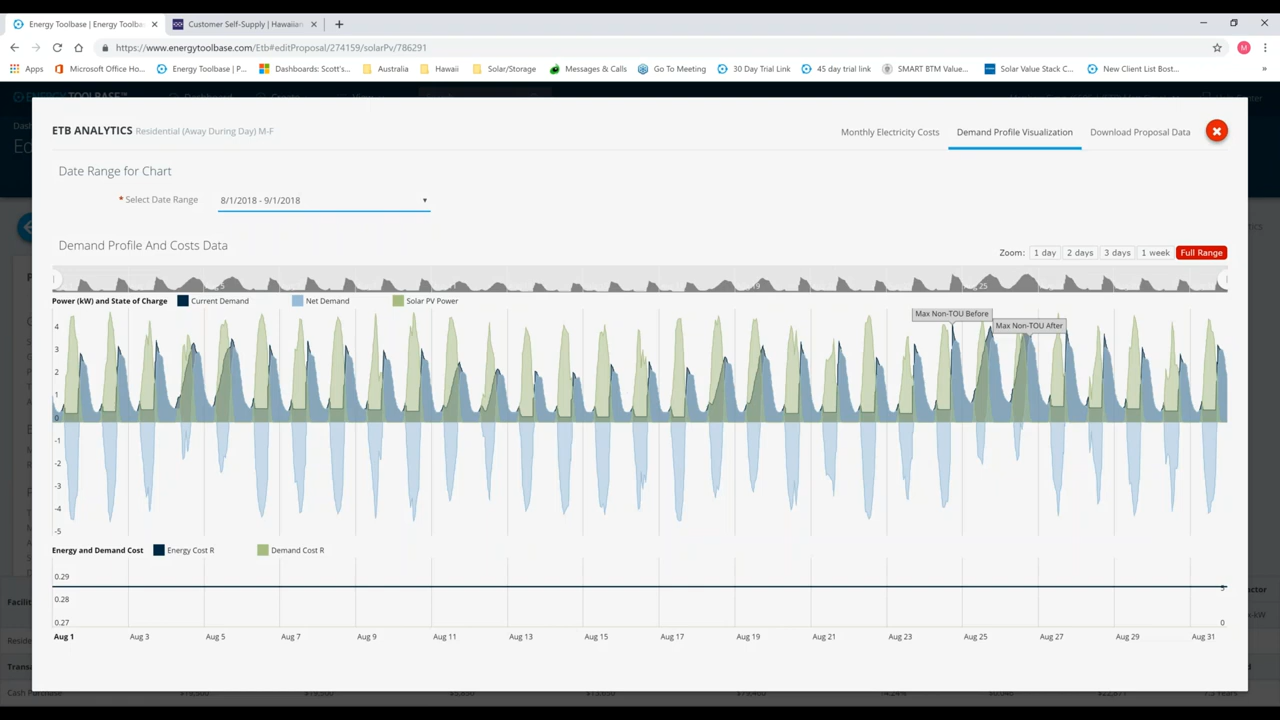 Energy Toolbase | Energy Toolba
Customer Self-Supply | Hawaiian
https://www.energytoolbase.com/Etb#editProposal/274159/solarPv/786291
Apps Microsoft Office Ho... Energy Toolbase | P... Dashboards: Scott's... Australia Hawaii Solar/Storage Messages & Calls Go To Meeting 30 Day Trial Link 45 day trial link SMART BTM Value... Solar Value Stack C... New Client List Bost...
ETB ANALYTICS Residential (Away During Day) M-F
Monthly Electricity Costs Demand Profile Visualization Download Proposal Data
Date Range for Chart
* Select Date Range 8/1/2018 - 9/1/2018
Demand Profile And Costs Data
Zoom: 1 day 2 days 3 days 1 week Full Range
Power (kW) and State of Charge Current Demand Net Demand Solar PV Power
Max Non-TOU Before
Max Non-TOU After
4
3
2
1
0
-1
-2
-3
-4
-5
Energy and Demand Cost Energy Cost R Demand Cost R
0.29
0.28
0.27
5
0
Aug 1 Aug 3 Aug 5 Aug 7 Aug 9 Aug 11 Aug 13 Aug 15 Aug 17 Aug 19 Aug 21 Aug 23 Aug 25 Aug 27 Aug 29 Aug 31